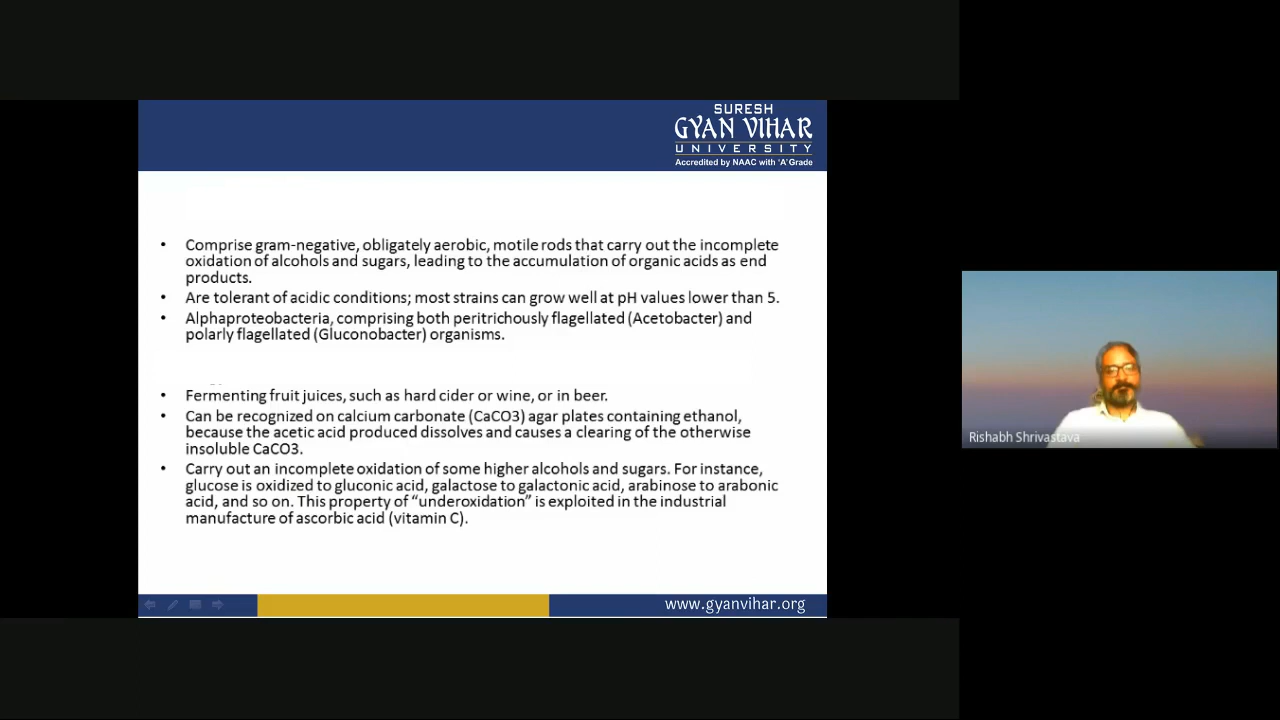 SURESH
GYAN VIHAR
UNIVERSITY
Accredited by NAAC with 'A' Grade
• Comprise gram-negative, obligately aerobic, motile rods that carry out the incomplete
oxidation of alcohols and sugars, leading to the accumulation of organic acids as end
products.
• Are tolerant of acidic conditions; most strains can grow well at pH values lower than 5.
• Alphaproteobacteria, comprising both peritrichously flagellated (Acetobacter) and
polarly flagellated (Gluconobacter) organisms.
• Fermenting fruit juices, such as hard cider or wine, or in beer.
• Can be recognized on calcium carbonate (CaCO3) agar plates containing ethanol,
because the acetic acid produced dissolves and causes a clearing of the otherwise
insoluble CaCO3.
• Carry out an incomplete oxidation of some higher alcohols and sugars. For instance,
glucose is oxidized to gluconic acid, galactose to galactonic acid, arabinose to arabonic
acid, and so on. This property of “underoxidation” is exploited in the industrial
manufacture of ascorbic acid (vitamin C).
www.gyanvihar.org
Rishabh Shrivastava